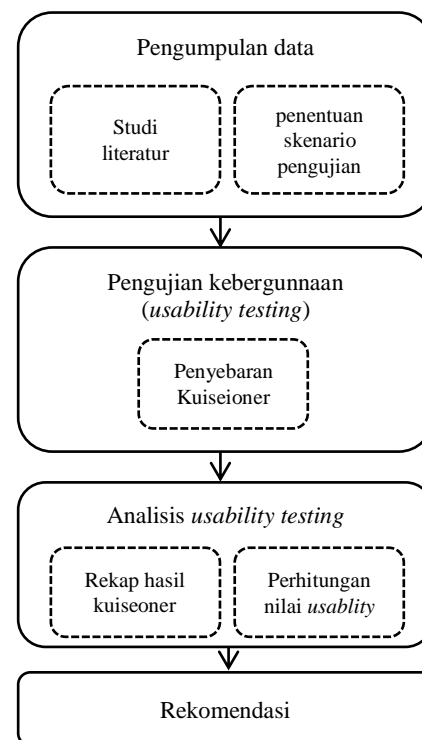 Pengumpulan data
Studi
literatur
penentuan
skenario
pengujian
Pengujian kebergunnaan
(usability testing)
Penyebaran
Kuiseioner
Analisis usability testing
Rekap hasil
kuiseoner
Perhitungan
nilai usablity
Rekomendasi